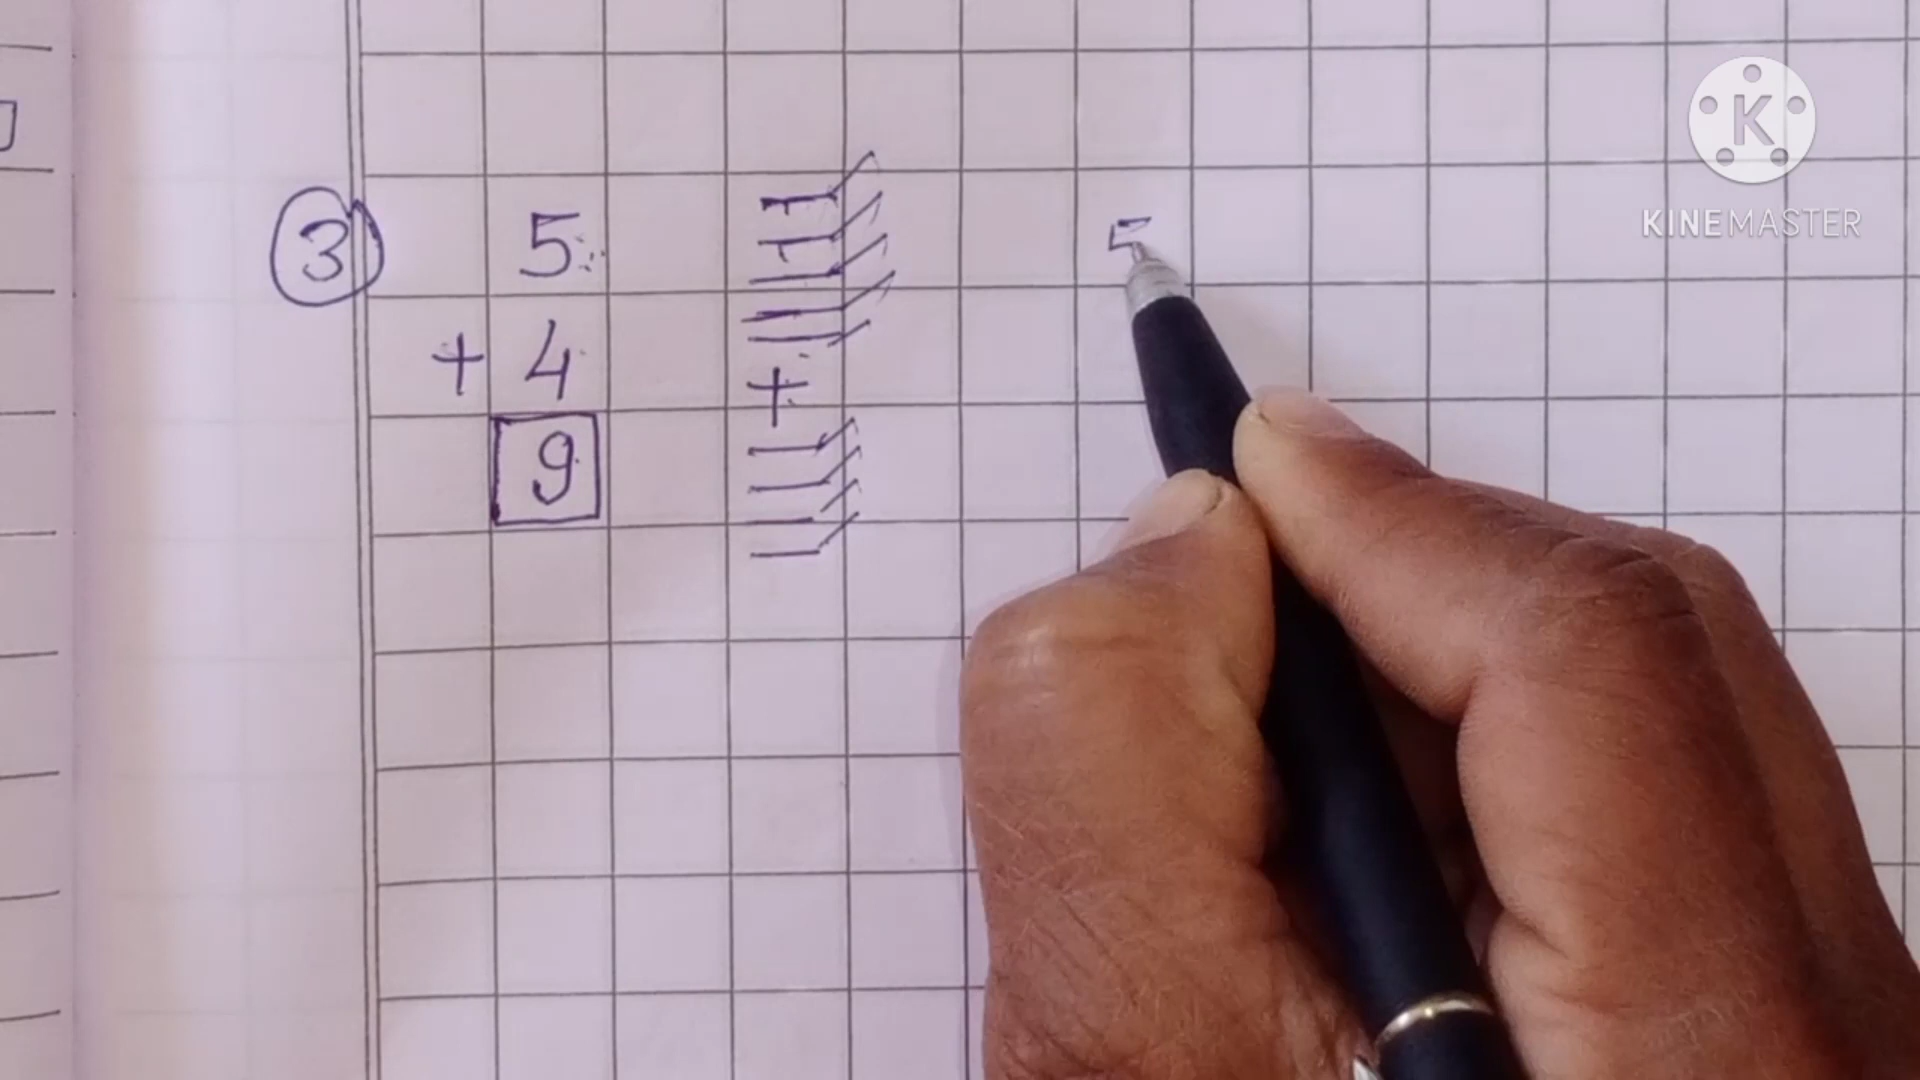 ③ 5 5
+ 4 +
9
K
KINEMASTER